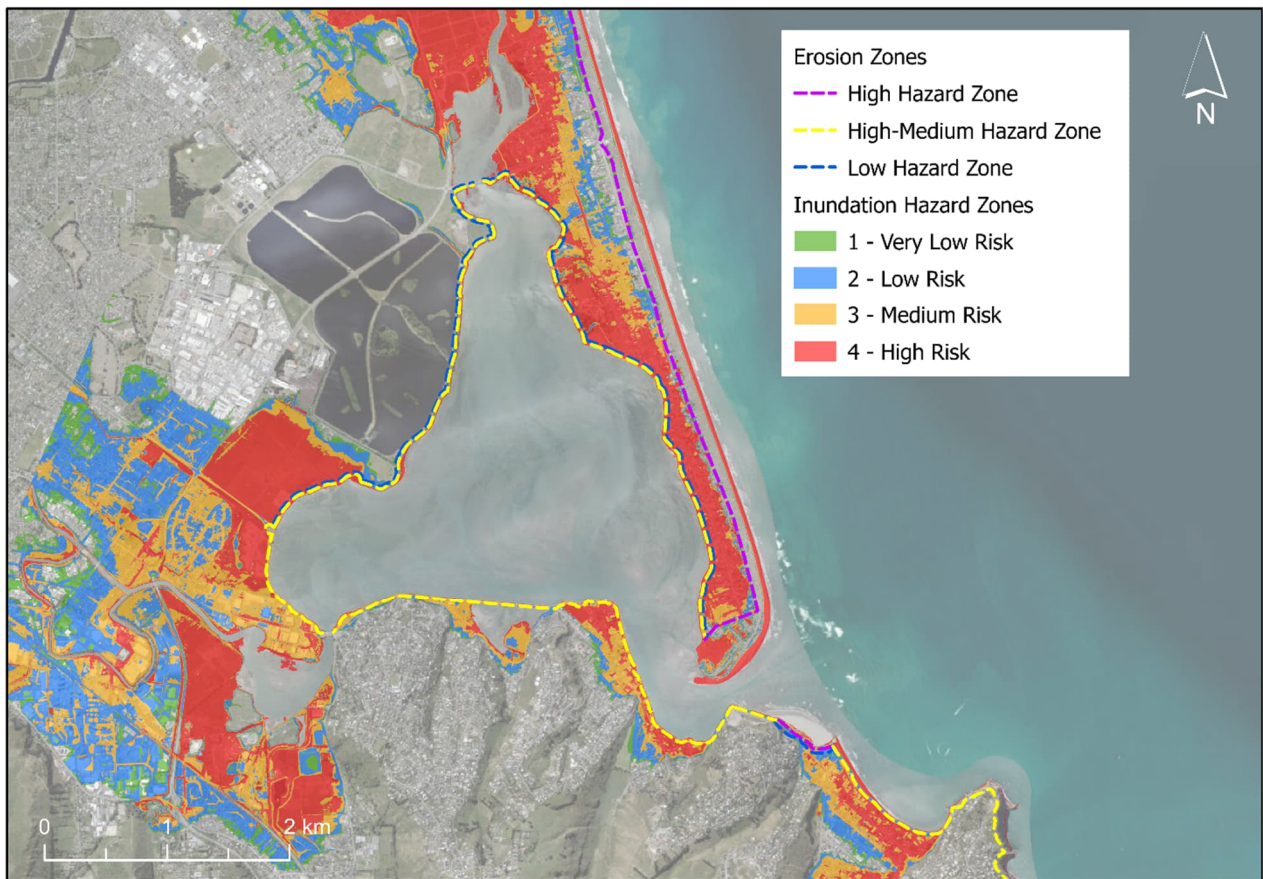 Erosion Zones
High Hazard Zone
High-Medium Hazard Zone
Low Hazard Zone
Inundation Hazard Zones
1 - Very Low Risk
2 - Low Risk
3 - Medium Risk
4 - High Risk
N
0 1 2 km